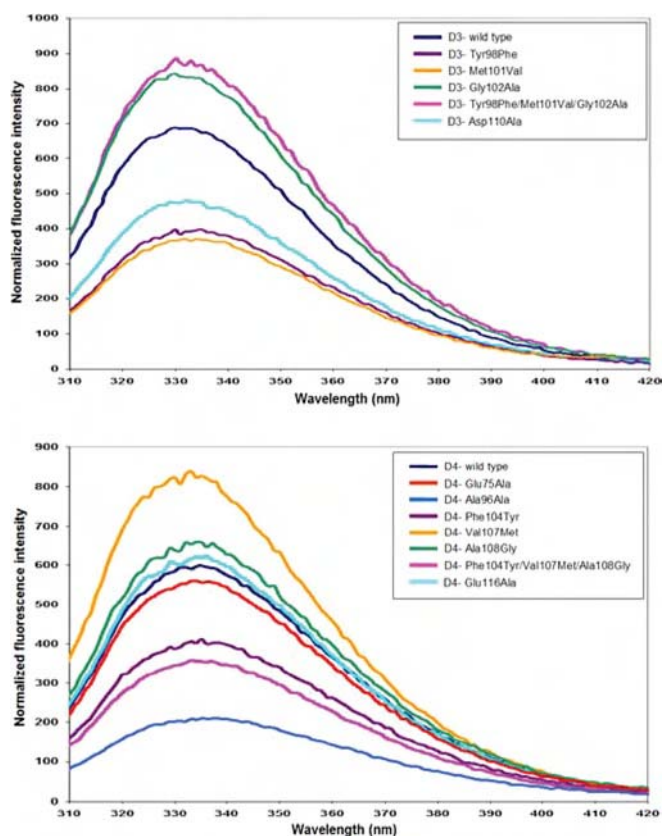 1000
900
800
700
600
500
400
300
200
100
0
Normalized fluorescence intensity
D3- wild type
D3- Tyr98Phe
D3- Met101Val
D3- Gly102Ala
D3- Tyr98Phe/Met101Val/Gly102Ala
D3- Asp110Ala
310 320 330 340 350 360 370 380 390 400 410 420
Wavelength (nm)
900
800
700
600
500
400
300
200
100
0
Normalized fluorescence intensity
D4- wild type
D4- Glu75Ala
D4- Ala96Ala
D4- Phe104Tyr
D4- Val107Met
D4- Ala108Gly
D4- Phe104Tyr/Val107Met/Ala108Gly
D4- Glu116Ala
310 320 330 340 350 360 370 380 390 400 410 420
Wavelength (nm)